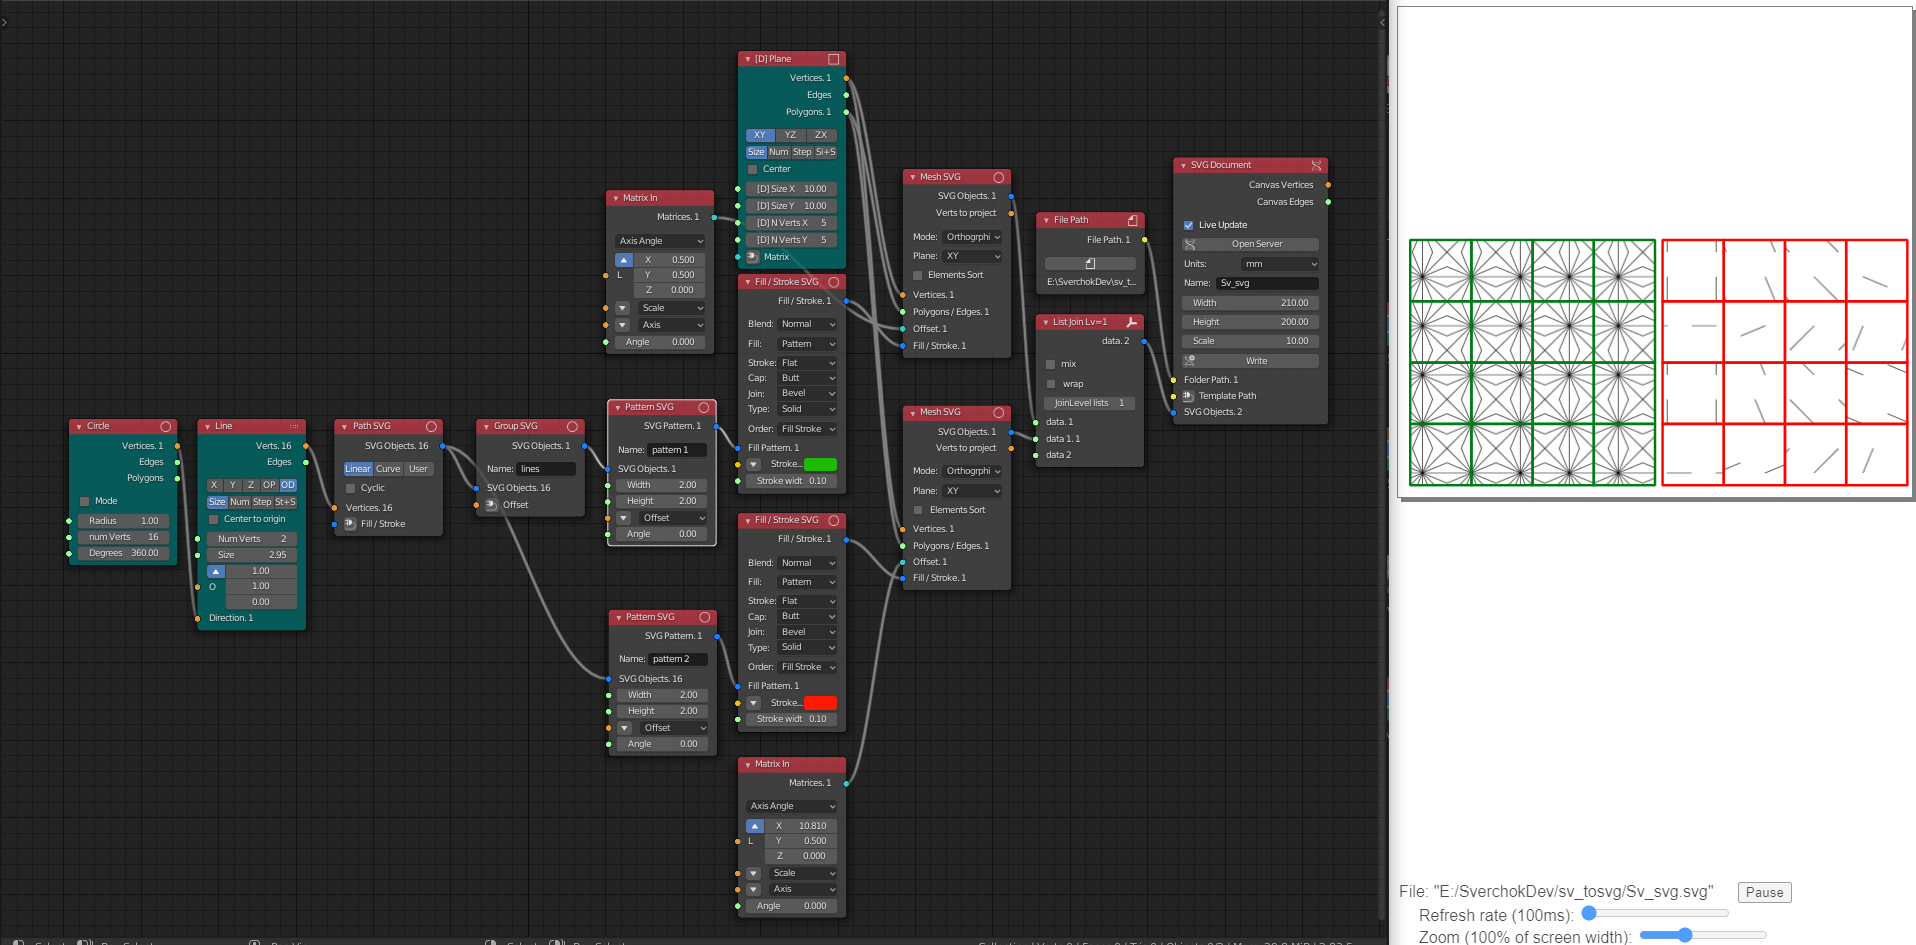 Circle
Vertices. 1
Edges
Polygons
Mode
Radius 1.00
num Verts 16
Degrees 360.00
Line
Verts. 16
Edges
X Y Z OP OD
Size Num Step St+S
Center to origin
Num Verts 2
Size 2.95
1.00
O 1.00
0.00
Direction. 1
Path SVG
SVG Objects. 16
Linear Curve User
Cyclic
Vertices. 16
Fill / Stroke
Group SVG
SVG Objects. 1
Name: lines
SVG Objects. 16
Offset
Matrix In
Matrices. 1
Axis Angle
X 0.500
L Y 0.500
Z 0.000
Scale
Axis
Angle 0.000
Pattern SVG
SVG Pattern. 1
Name: pattern 1
SVG Objects. 1
Width 2.00
Height 2.00
Offset
Angle 0.00
Pattern SVG
SVG Pattern. 1
Name: pattern 2
SVG Objects. 16
Width 2.00
Height 2.00
Offset
Angle 0.00
[D] Plane
Vertices. 1
Edges
Polygons. 1
XY YZ ZX
Size Num Step Si+S
Center
[D] Size X 10.00
[D] Size Y 10.00
[D] N Verts X 5
[D] N Verts Y 5
Matrix
Fill / Stroke SVG
Fill / Stroke. 1
Blend: Normal
Fill: Pattern
Stroke: Flat
Cap: Butt
Join: Bevel
Type: Solid
Order: Fill Stroke
Fill Pattern. 1
Stroke...
Stroke widt 0.10
Fill / Stroke SVG
Fill / Stroke. 1
Blend: Normal
Fill: Pattern
Stroke: Flat
Cap: Butt
Join: Bevel
Type: Solid
Order: Fill Stroke
Fill Pattern. 1
Stroke...
Stroke widt 0.10
Matrix In
Matrices. 1
Axis Angle
X 10.810
L Y 0.500
Z 0.000
Scale
Axis
Angle 0.000
Mesh SVG
SVG Objects. 1
Verts to project
Mode: Orthogrphi
Plane: XY
Elements Sort
Vertices. 1
Polygons / Edges. 1
Offset. 1
Fill / Stroke. 1
Mesh SVG
SVG Objects. 1
Verts to project
Mode: Orthogrphi
Plane: XY
Elements Sort
Vertices. 1
Polygons / Edges. 1
Offset. 1
Fill / Stroke. 1
File Path
File Path. 1
E:\SverchokDev\sv_t...
List Join Lv=1
data. 2
mix
wrap
JoinLevel lists 1
data. 1
data 1. 1
data 2
SVG Document
Canvas Vertices
Canvas Edges
Live Update
Open Server
Units: mm
Name: Sv_svg
Width 210.00
Height 200.00
Scale 10.00
Write
Folder Path. 1
Template Path
SVG Objects. 2
File: "E:/SverchokDev/sv_tosvg/Sv_svg.svg" Pause
Refresh rate (100ms):
Zoom (100% of screen width):